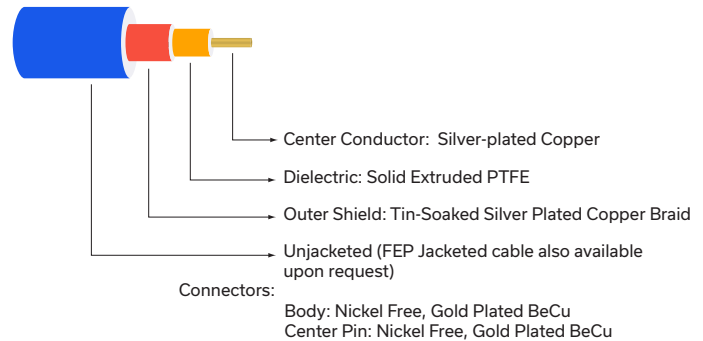 Center Conductor: Silver-plated Copper
Dielectric: Solid Extruded PTFE
Outer Shield: Tin-Soaked Silver Plated Copper Braid
Unjacketed (FEP Jacketed cable also available
upon request)
Connectors:
Body: Nickel Free, Gold Plated BeCu
Center Pin: Nickel Free, Gold Plated BeCu